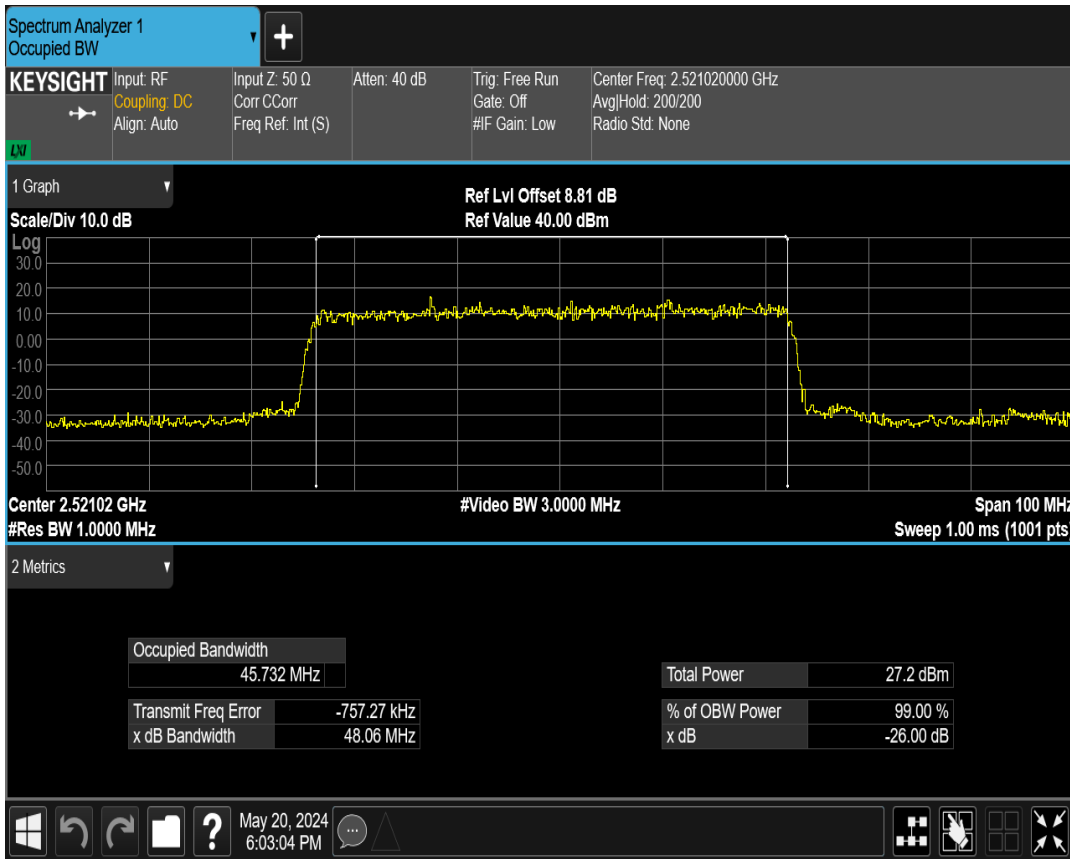 Spectrum Analyzer 1
Occupied BW
KEYSIGHT
Input: RF
Coupling: DC
Align: Auto
Input Z: 50 Ω
Corr CCorr
Freq Ref: Int (S)
Atten: 40 dB
Trig: Free Run
Gate: Off
#IF Gain: Low
Center Freq: 2.521020000 GHz
Avg|Hold: 200/200
Radio Std: None
LXI
1 Graph
Ref Lvl Offset 8.81 dB
Scale/Div 10.0 dB
Ref Value 40.00 dBm
Log
30.0
20.0
10.0
0.00
-10.0
-20.0
-30.0
-40.0
-50.0
Center 2.52102 GHz
#Video BW 3.0000 MHz
Span 100 MHz
#Res BW 1.0000 MHz
Sweep 1.00 ms (1001 pts)
2 Metrics
Occupied Bandwidth
45.732 MHz
Total Power 27.2 dBm
Transmit Freq Error -757.27 kHz
% of OBW Power 99.00 %
x dB Bandwidth 48.06 MHz
x dB -26.00 dB
May 20, 2024
6:03:04 PM